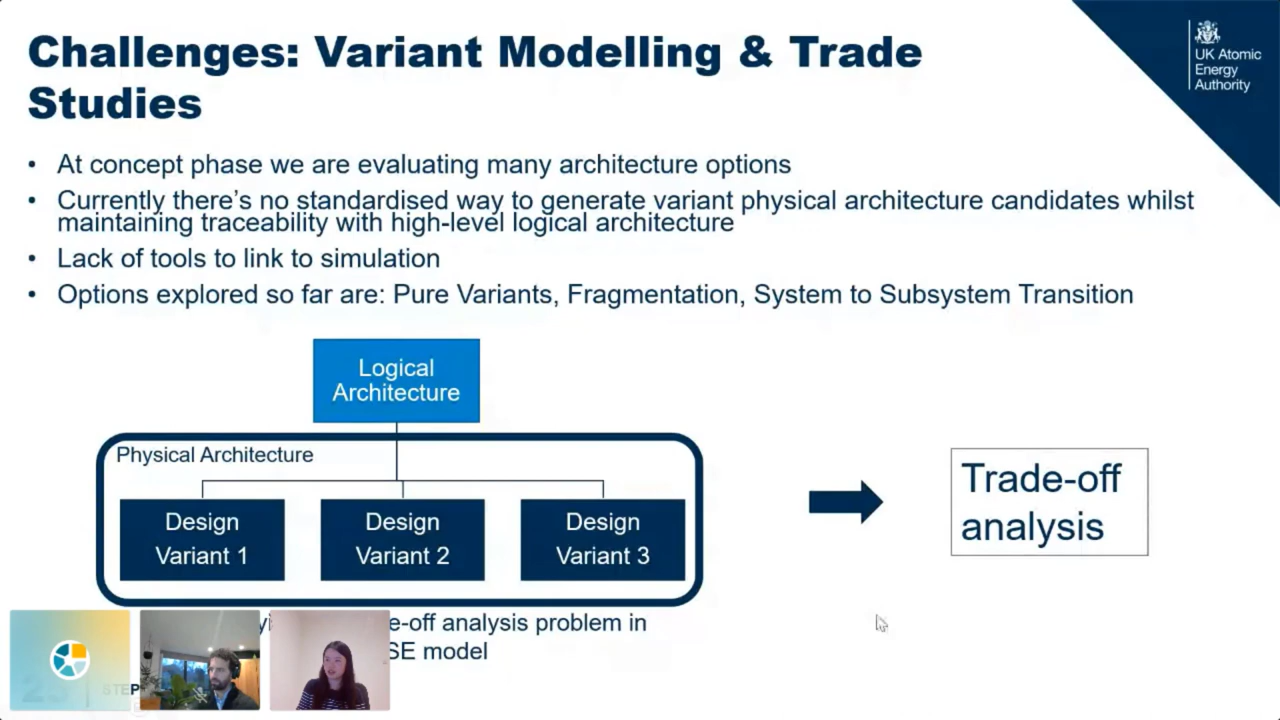 Challenges: Variant Modelling & Trade
Studies
UK Atomic
Energy
Authority
• At concept phase we are evaluating many architecture options
• Currently there's no standardised way to generate variant physical architecture candidates whilst
maintaining traceability with high-level logical architecture
• Lack of tools to link to simulation
• Options explored so far are: Pure Variants, Fragmentation, System to Subsystem Transition
Logical
Architecture
Physical Architecture
Design
Variant 1
Design
Variant 2
Design
Variant 3
Trade-off
analysis
e-off analysis problem in
SE model
STEP